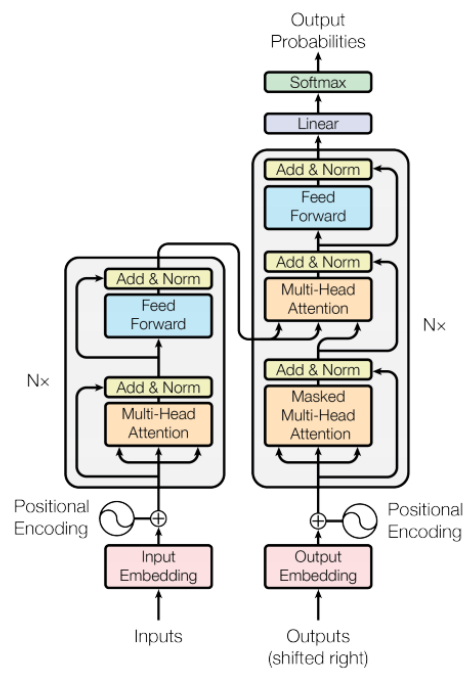 Output
Probabilities
Softmax
Linear
Add & Norm
Feed
Forward
Add & Norm
Multi-Head
Attention
Add & Norm
Masked
Multi-Head
Attention
N×
Add & Norm
Feed
Forward
Add & Norm
Multi-Head
Attention
N×
Positional
Encoding
Positional
Encoding
Input
Embedding
Output
Embedding
Inputs
Outputs
(shifted right)